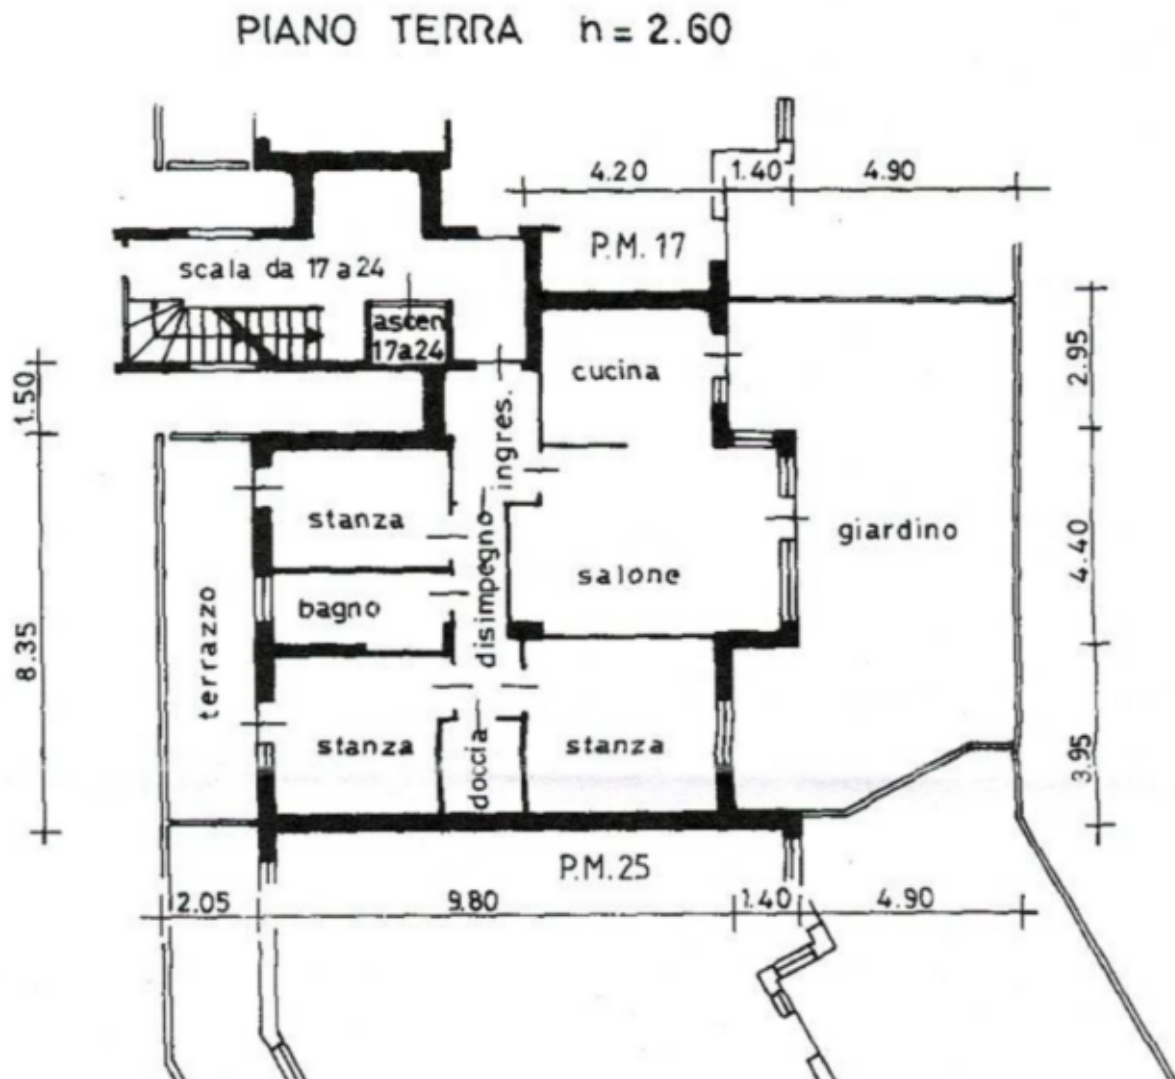 PIANO TERRA h = 2.60
4.20
1.40
4.90
P.M. 17
scala da 17 a 24
ascen
17a24
cucina
2.95
1.50
ingres.
stanza
disimpegno
giardino
salone
4.40
bagno
terrazzo
8.35
stanza
doccia
stanza
3.95
P.M. 25
2.05
9.80
1.40
4.90